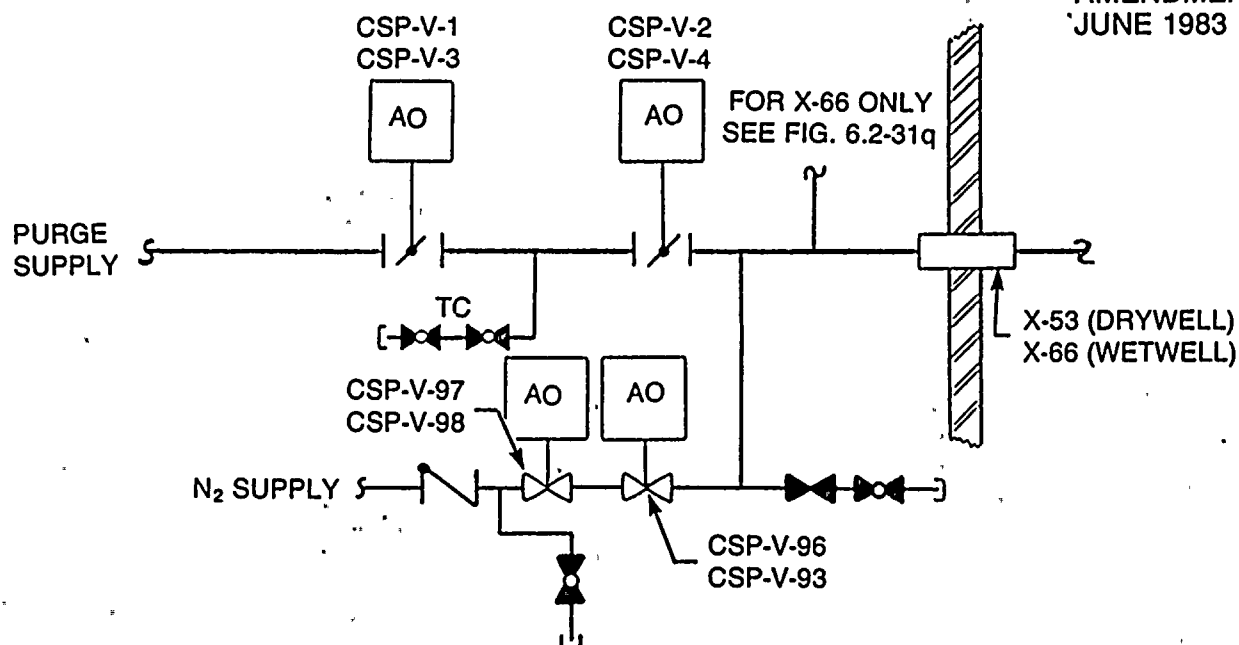 JUNE 1983
CSP-V-1
CSP-V-3
CSP-V-2
CSP-V-4
AO
AO
FOR X-66 ONLY
SEE FIG. 6.2-31q
PURGE
SUPPLY
TC
X-53 (DRYWELL)
X-66 (WETWELL)
CSP-V-97
CSP-V-98
AO
AO
N₂ SUPPLY
CSP-V-96
CSP-V-93